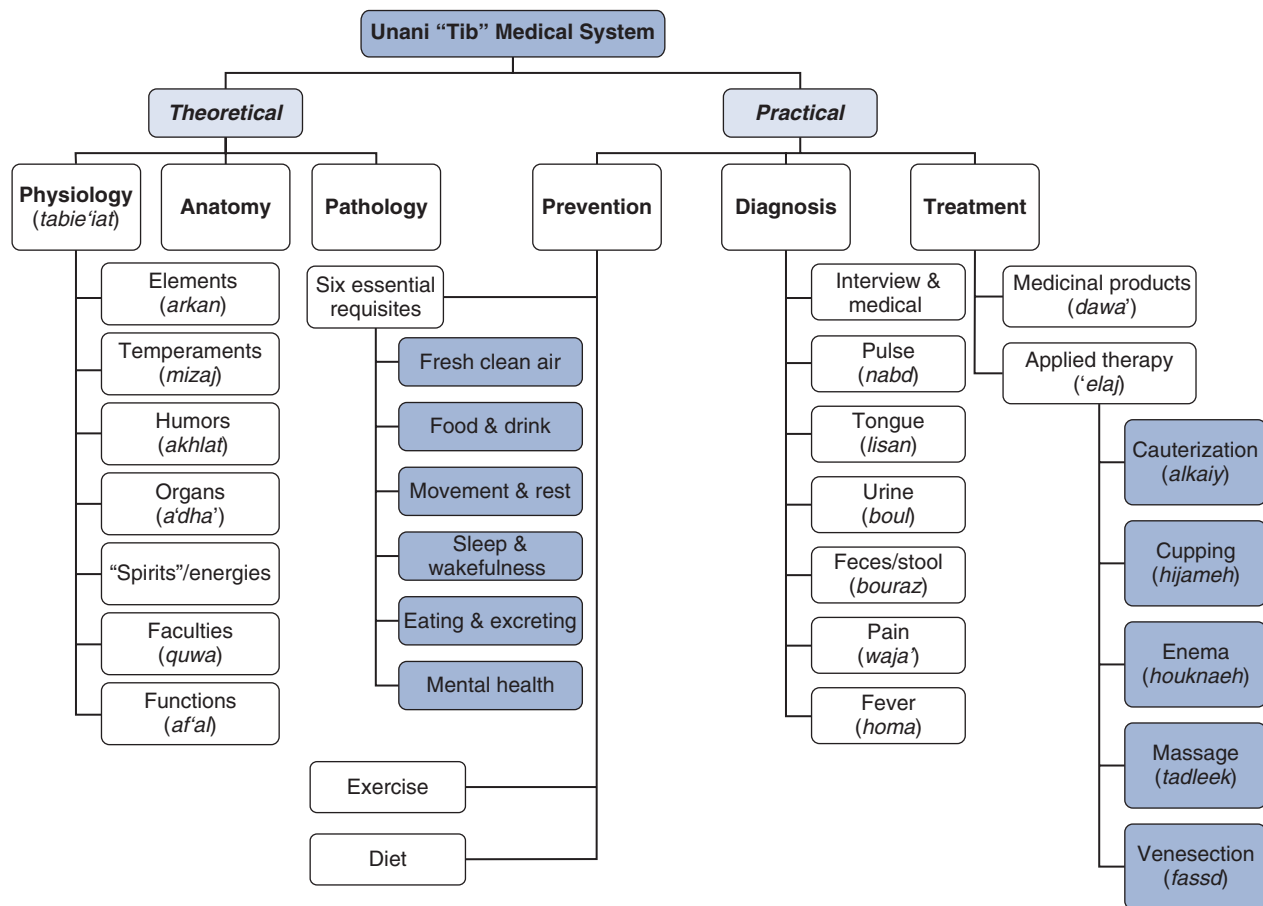 Unani “Tib” Medical System
Theoretical
Practical
Physiology
(tabie‘iat)
Anatomy
Pathology
Prevention
Diagnosis
Treatment
Elements
(arkan)
Temperaments
(mizaj)
Humors
(akhlat)
Organs
(a‘dha’)
“Spirits”/energies
Faculties
(quwa)
Functions
(af‘al)
Six essential
requisites
Fresh clean air
Food & drink
Movement & rest
Sleep &
wakefulness
Eating & excreting
Mental health
Exercise
Diet
Interview &
medical
Pulse
(nabd)
Tongue
(lisan)
Urine
(boul)
Feces/stool
(bouraz)
Pain
(waja’)
Fever
(homa)
Medicinal products
(dawa’)
Applied therapy
(‘elaj)
Cauterization
(alkaiy)
Cupping
(hijameh)
Enema
(houknaeh)
Massage
(tadleek)
Venesection
(fassd)